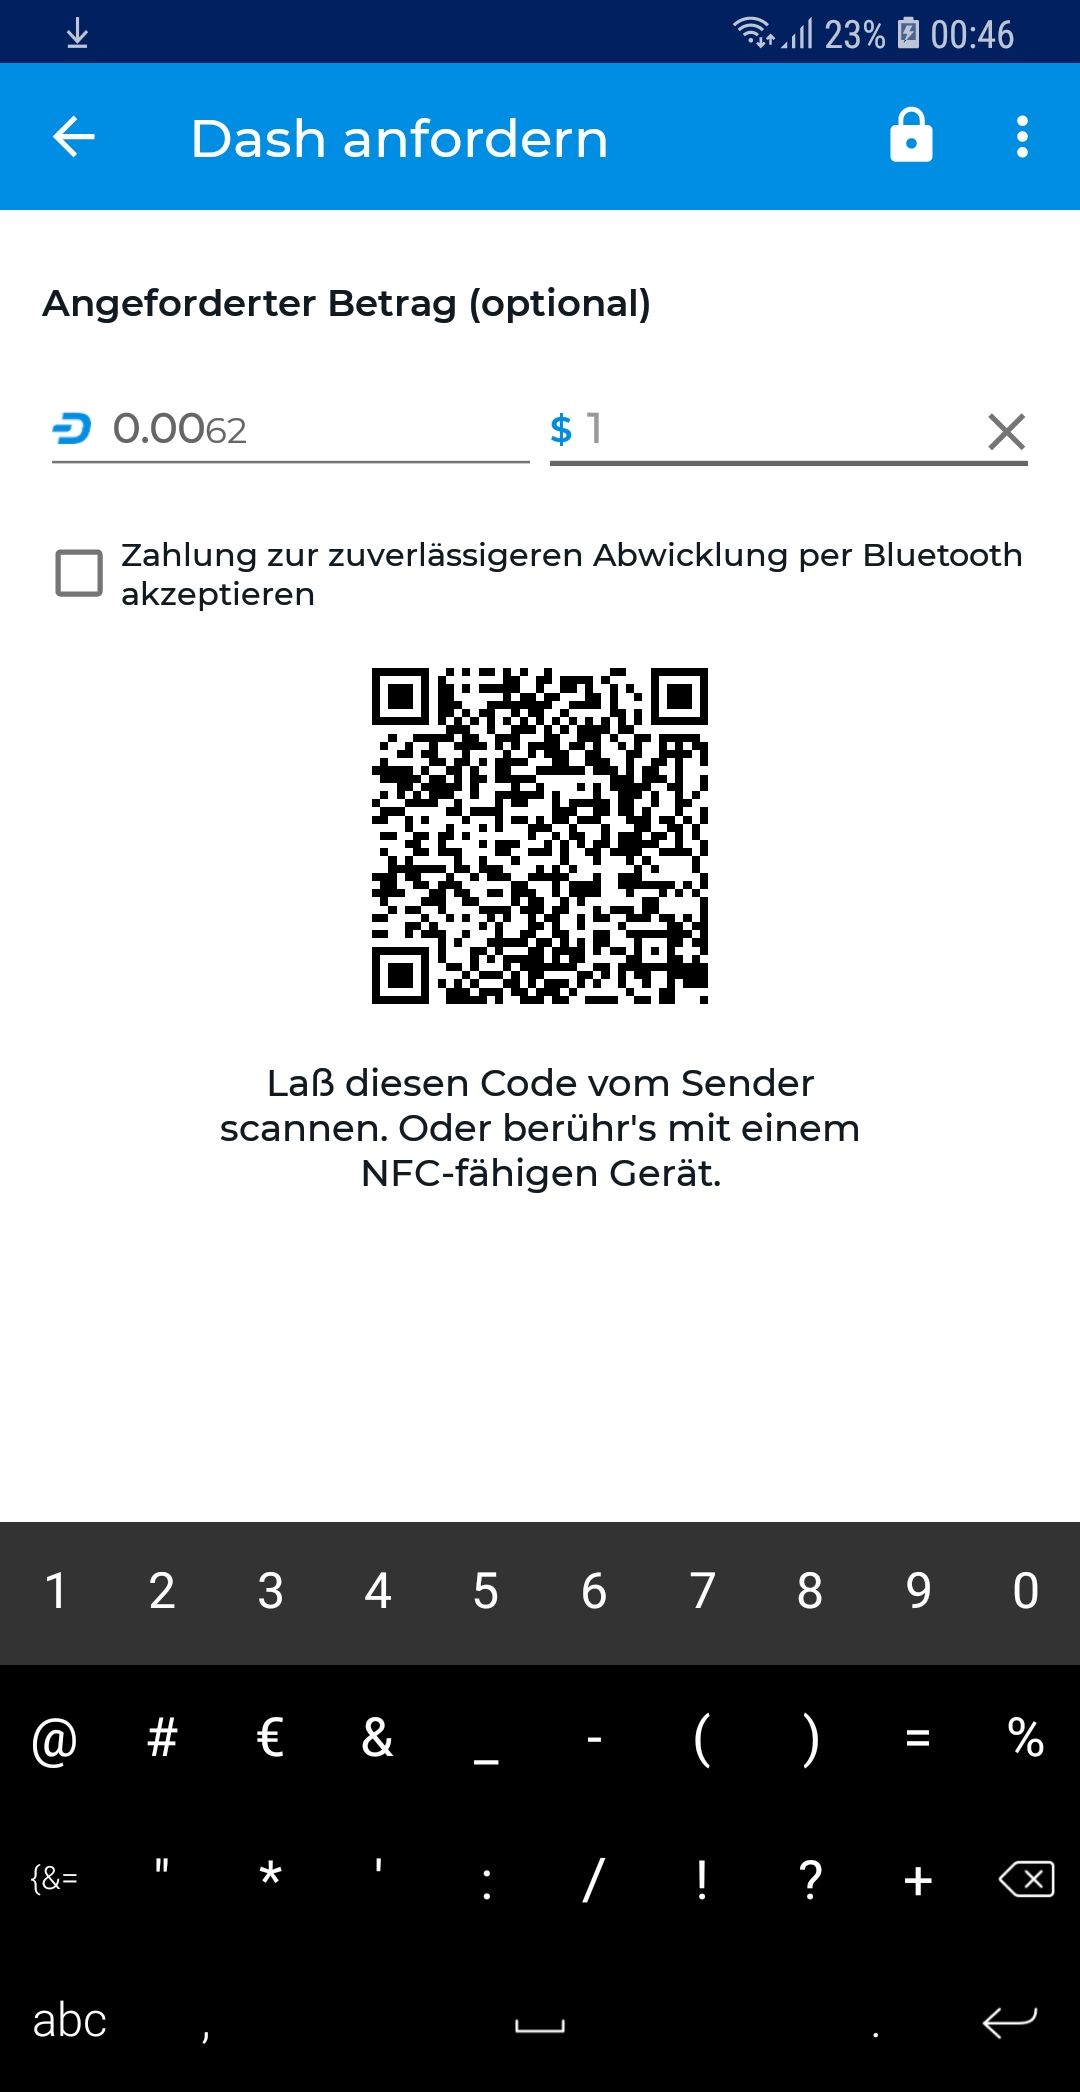 23% 00:46
Dash anfordern
Angeforderter Betrag (optional)
0.0062 $ 1
Zahlung zur zuverlässigeren Abwicklung per Bluetooth
akzeptieren
Laß diesen Code vom Sender
scannen. Oder berühr's mit einem
NFC-fähigen Gerät.
1 2 3 4 5 6 7 8 9 0
@ # € & _ - ( ) = %
{&= " * ' : / ! ? +
abc , .